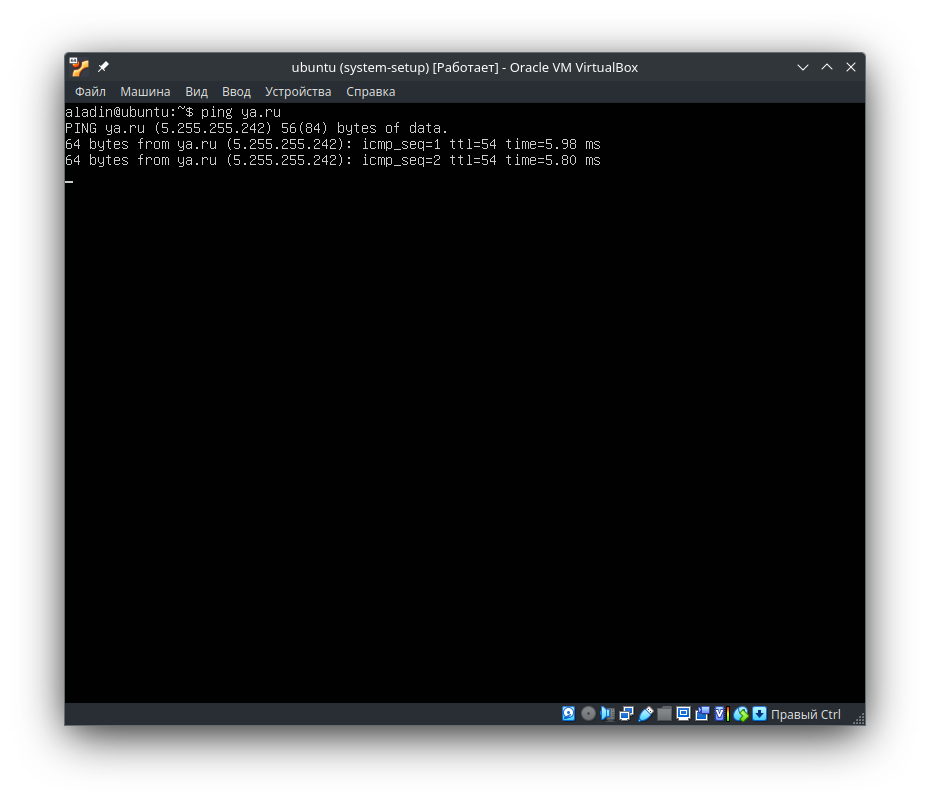 ubuntu (system-setup) [Работает] - Oracle VM VirtualBox
Файл Машина Вид Ввод Устройства Справка
aladin@ubuntu:~$ ping ya.ru
PING ya.ru (5.255.255.242) 56(84) bytes of data.
64 bytes from ya.ru (5.255.255.242): icmp_seq=1 ttl=54 time=5.98 ms
64 bytes from ya.ru (5.255.255.242): icmp_seq=2 ttl=54 time=5.80 ms
Правый Ctrl